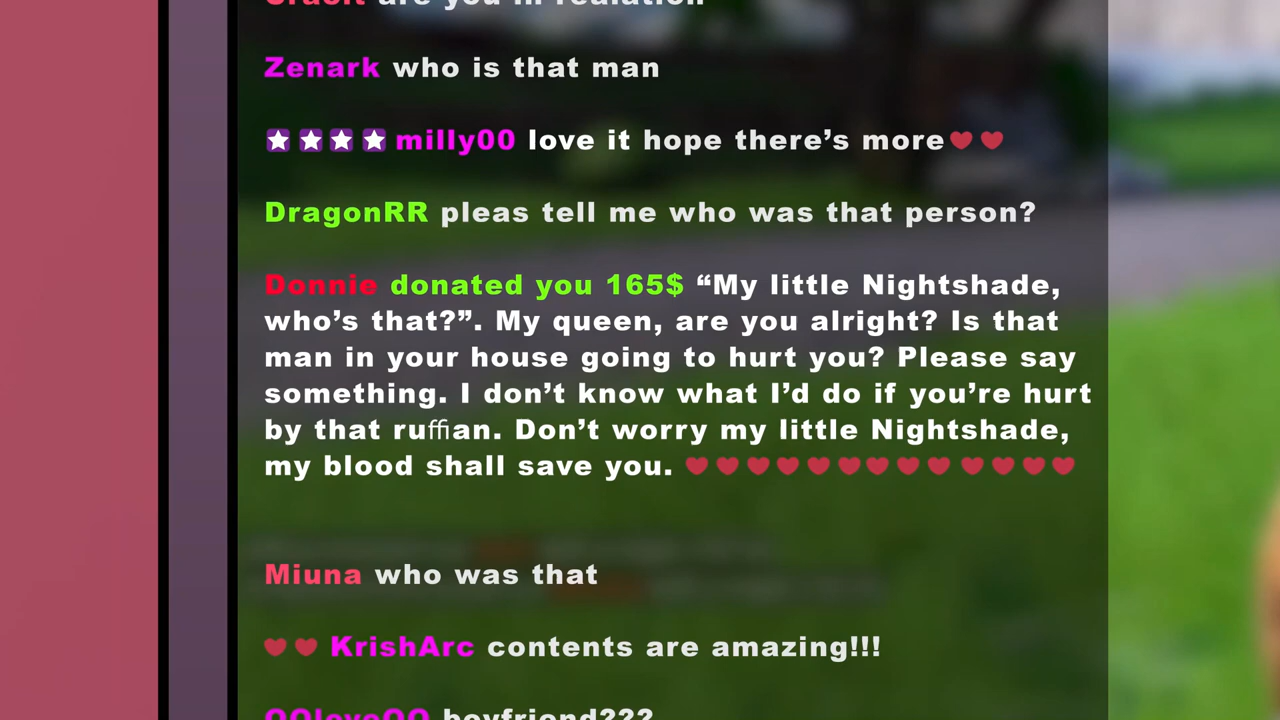 are you in realation
Zenark who is that man
milly00 love it hope there’s more
DragonRR pleas tell me who was that person?
Donnie donated you 165$ “My little Nightshade,
who’s that?”. My queen, are you alright? Is that
man in your house going to hurt you? Please say
something. I don’t know what I’d do if you’re hurt
by that ruffian. Don’t worry my little Nightshade,
my blood shall save you.
Miuna who was that
KrishArc contents are amazing!!!
boyfriend???